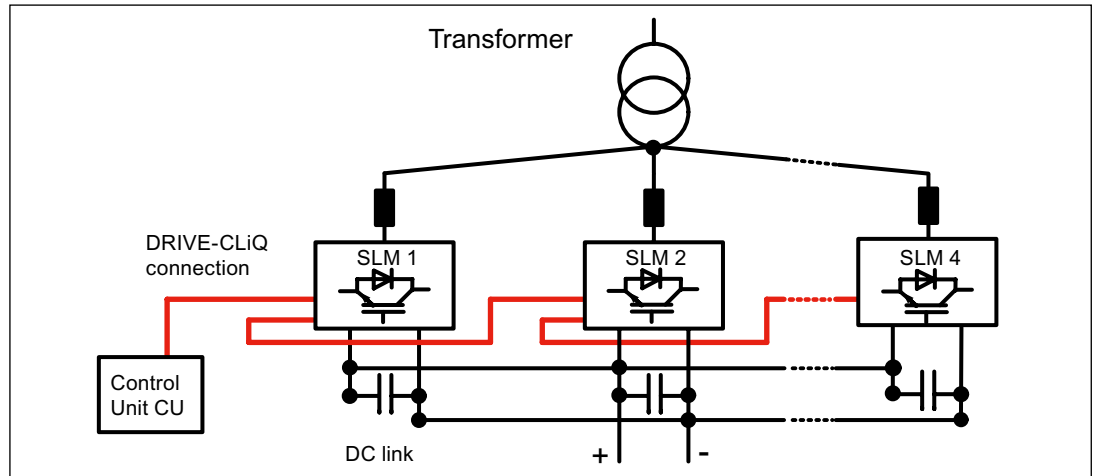 Transformer
DRIVE-CLiQ
connection
SLM 1
SLM 2
SLM 4
Control
Unit CU
DC link
+
-